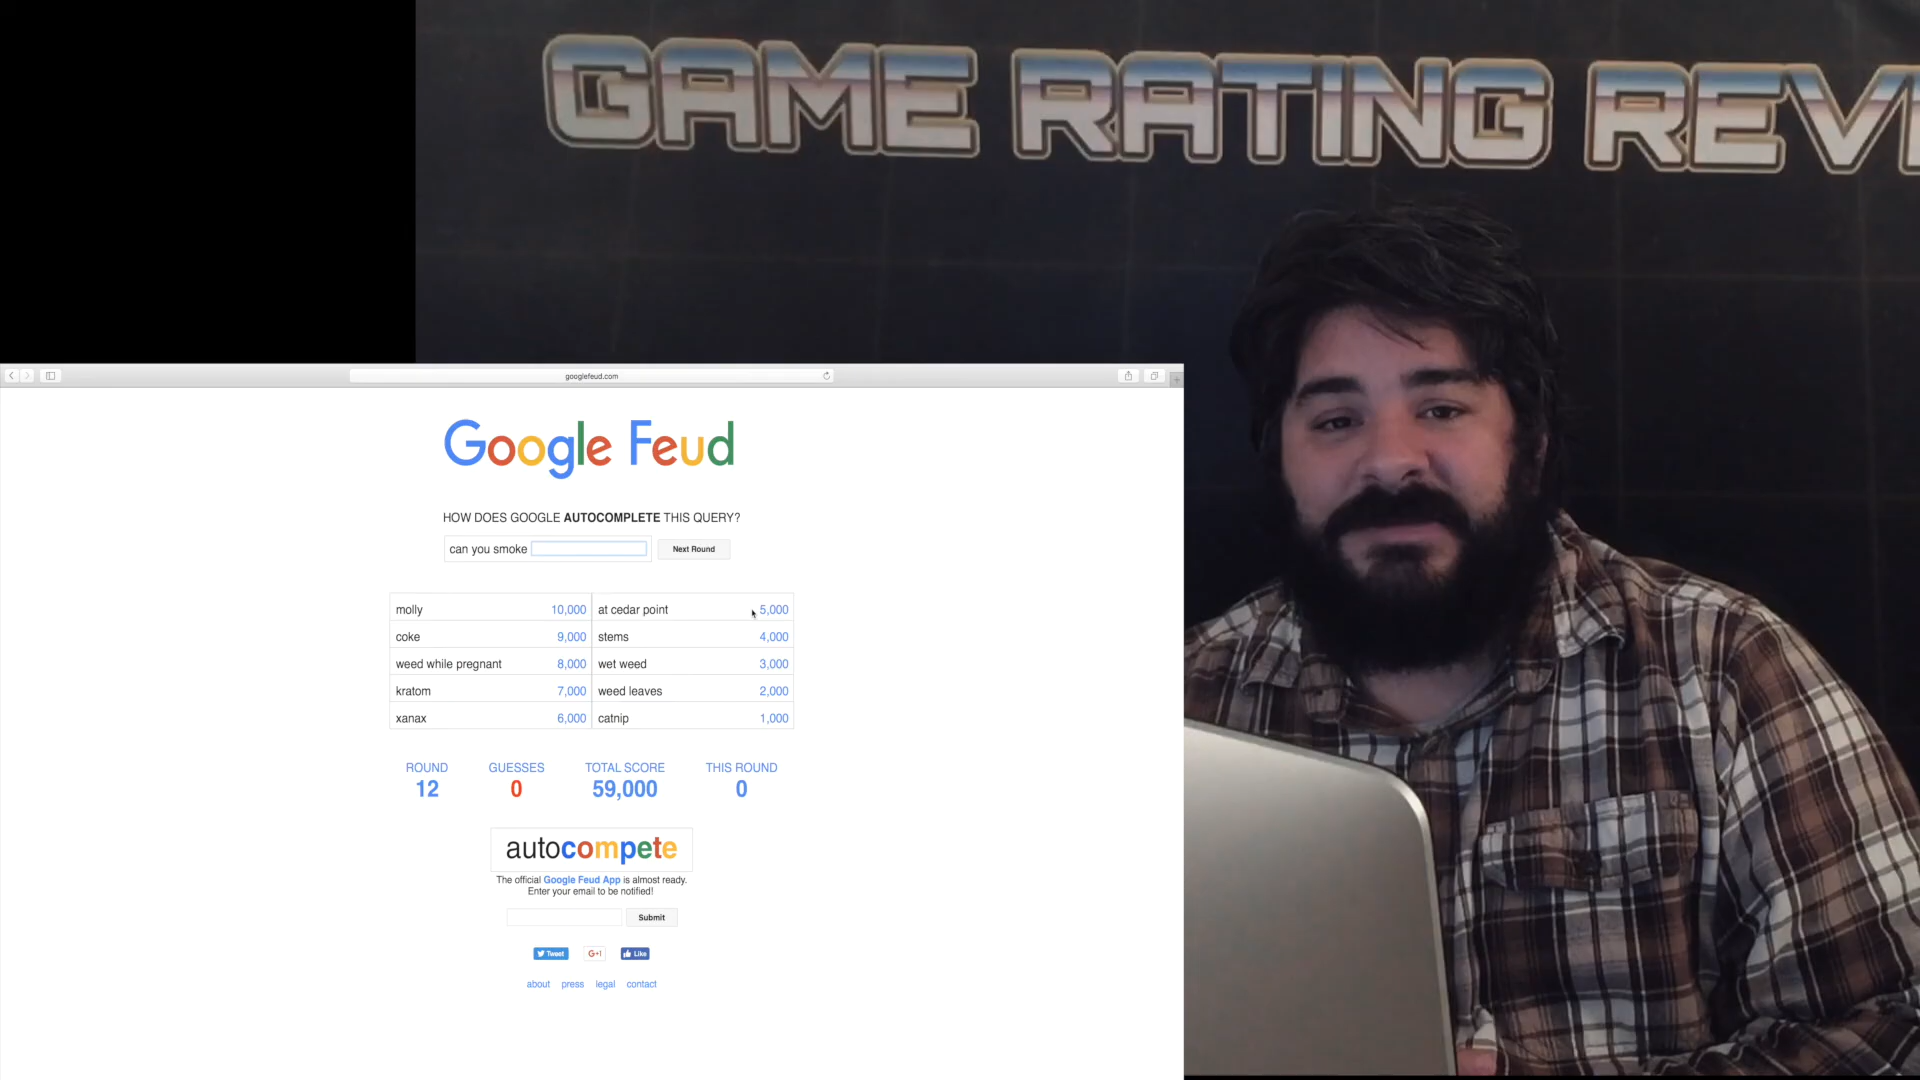 GAME RATING REV
googlefeud.com
Google Feud
HOW DOES GOOGLE AUTOCOMPLETE THIS QUERY?
can you smoke
Next Round
molly 10,000 at cedar point 5,000
coke 9,000 stems 4,000
weed while pregnant 8,000 wet weed 3,000
kratom 7,000 weed leaves 2,000
xanax 6,000 catnip 1,000
ROUND GUESSES TOTAL SCORE THIS ROUND
12 0 59,000 0
autocompete
The official Google Feud App is almost ready.
Enter your email to be notified!
Submit
Tweet G+1 Like
about press legal contact